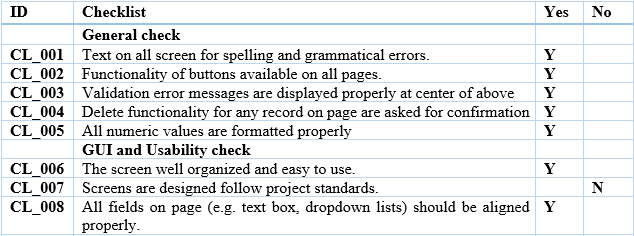 ID Checklist Yes No
General check
CL_001 Text on all screen for spelling and grammatical errors. Y
CL_002 Functionality of buttons available on all pages. Y
CL_003 Validation error messages are displayed properly at center of above Y
CL_004 Delete functionality for any record on page are asked for confirmation Y
CL_005 All numeric values are formatted properly Y
GUI and Usability check
CL_006 The screen well organized and easy to use. Y
CL_007 Screens are designed follow project standards. N
CL_008 All fields on page (e.g. text box, dropdown lists) should be aligned Y
properly.